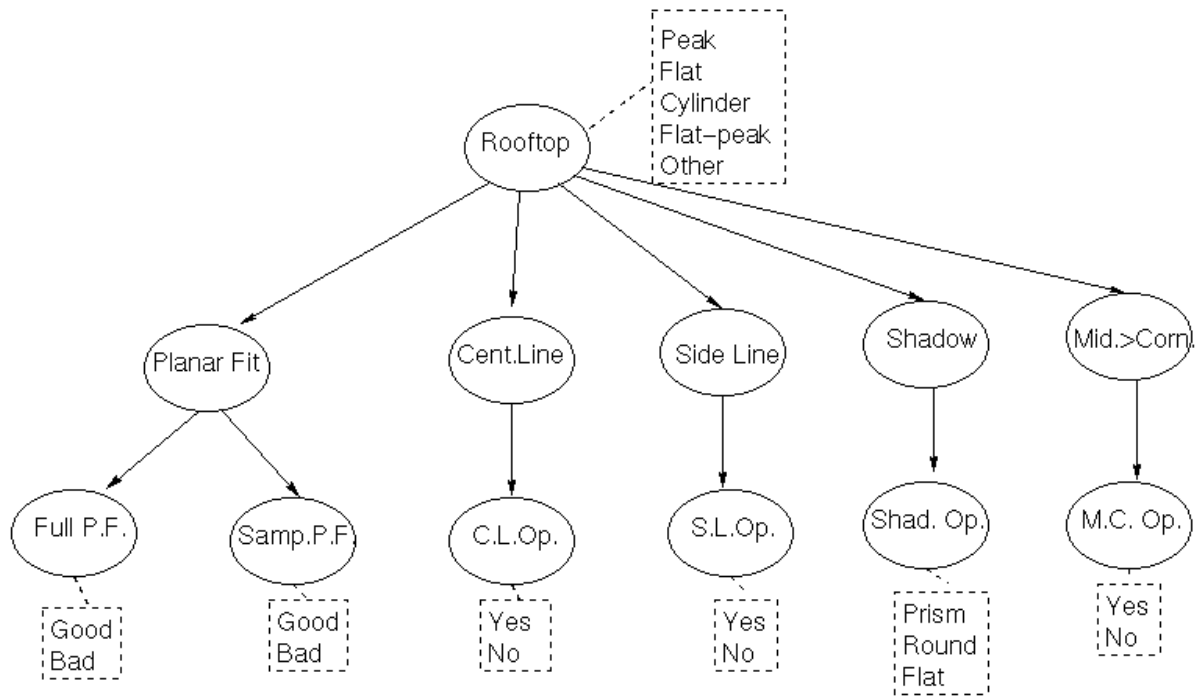 Peak
Flat
Cylinder
Flat-peak
Other
Rooftop
Planar Fit
Cent.Line
Side Line
Shadow
Mid.>Corn.
Full P.F.
Samp.P.F.
C.L.Op.
S.L.Op.
Shad. Op.
M.C. Op.
Good
Bad
Good
Bad
Yes
No
Yes
No
Prism
Round
Flat
Yes
No